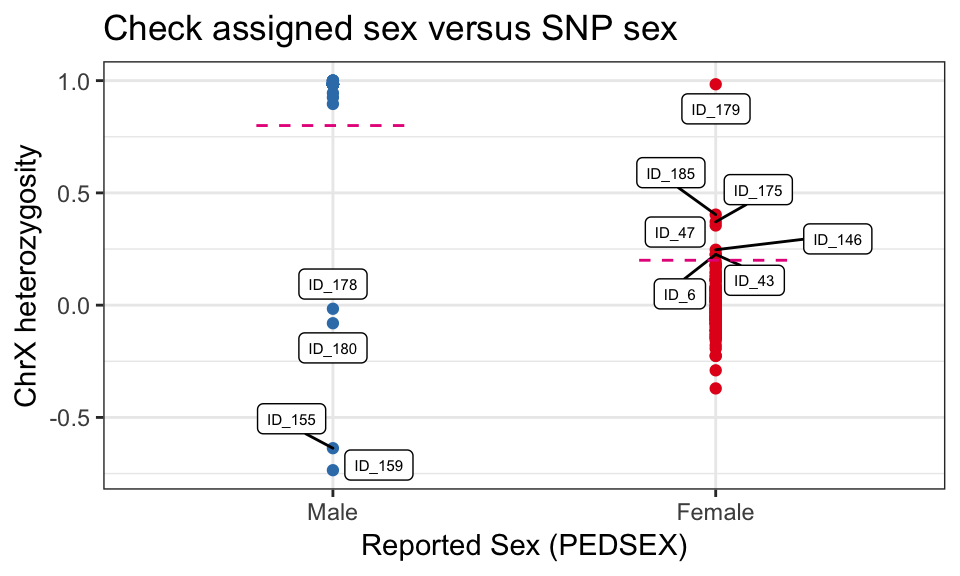 Check assigned sex versus SNP sex
ChrX heterozygosity
1.0
0.5
0.0
-0.5
ID_179
ID_185
ID_175
ID_47
ID_146
ID_43
ID_6
ID_178
ID_180
ID_155
ID_159
Male
Female
Reported Sex (PEDSEX)